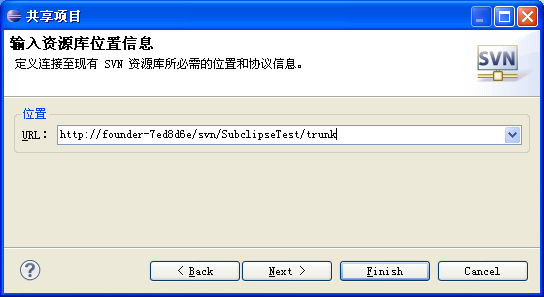 共享项目
输入资源库位置信息
定义连接至现有 SVN 资源库所必需的位置和协议信息。
SVN
位置
URL: http://founder-7ed8d6e/svn/SubclipseTest/trunk
?
< Back Next > Finish Cancel